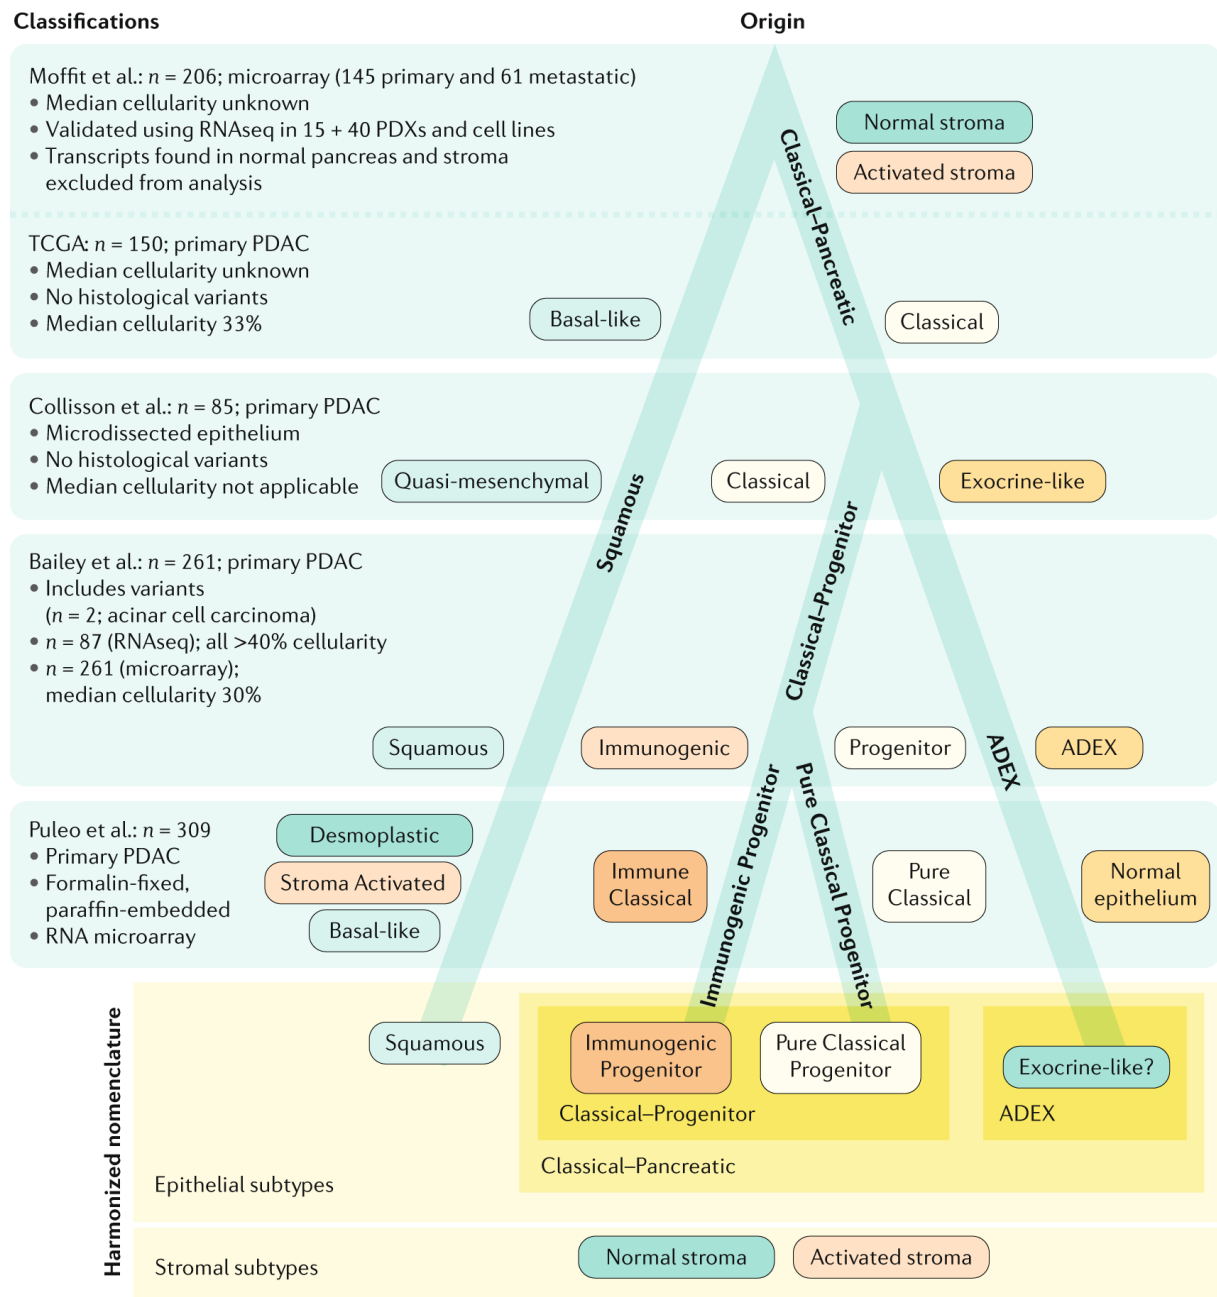 Classifications
Origin
Moffit et al.: n = 206; microarray (145 primary and 61 metastatic)
• Median cellularity unknown
• Validated using RNAseq in 15 + 40 PDXs and cell lines
• Transcripts found in normal pancreas and stroma
excluded from analysis
Normal stroma
Activated stroma
Classical–Pancreatic
TCGA: n = 150; primary PDAC
• Median cellularity unknown
• No histological variants
• Median cellularity 33%
Basal-like
Classical
Collisson et al.: n = 85; primary PDAC
• Microdissected epithelium
• No histological variants
• Median cellularity not applicable
Quasi-mesenchymal
Classical
Exocrine-like
Squamous
Classical–Progenitor
Bailey et al.: n = 261; primary PDAC
• Includes variants
(n = 2; acinar cell carcinoma)
• n = 87 (RNAseq); all >40% cellularity
• n = 261 (microarray);
median cellularity 30%
Squamous
Immunogenic
Progenitor
ADEX
ADEX
Immunogenic Progenitor
Pure Classical Progenitor
Puleo et al.: n = 309
• Primary PDAC
• Formalin-fixed,
paraffin-embedded
• RNA microarray
Desmoplastic
Stroma Activated
Basal-like
Immune
Classical
Pure
Classical
Normal
epithelium
Harmonized nomenclature
Squamous
Immunogenic
Progenitor
Pure Classical
Progenitor
Exocrine-like?
Classical–Progenitor
ADEX
Classical–Pancreatic
Epithelial subtypes
Stromal subtypes
Normal stroma
Activated stroma